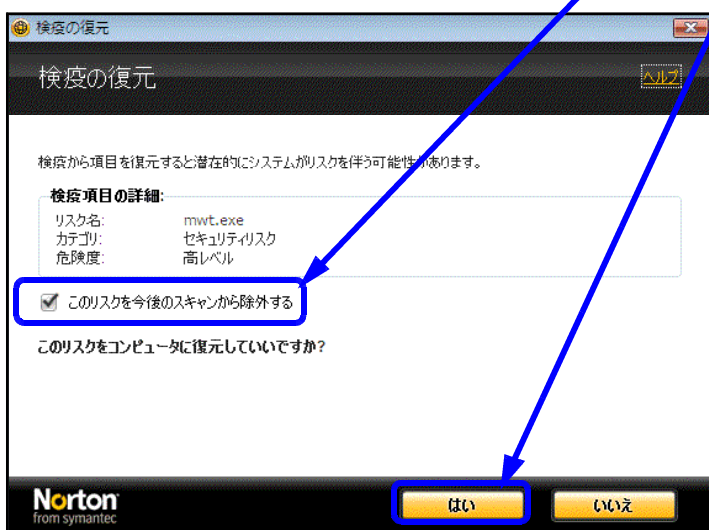 検疫の復元
検疫の復元
ヘルプ
検疫から項目を復元すると潜在的にシステムがリスクを伴う可能性があります。
検疫項目の詳細:
リスク名: mwt.exe
カテゴリ: セキュリティリスク
危険度: 高レベル
このリスクを今後のスキャンから除外する
このリスクをコンピュータに復元していいですか?
Norton
from symantec
はい いいえ